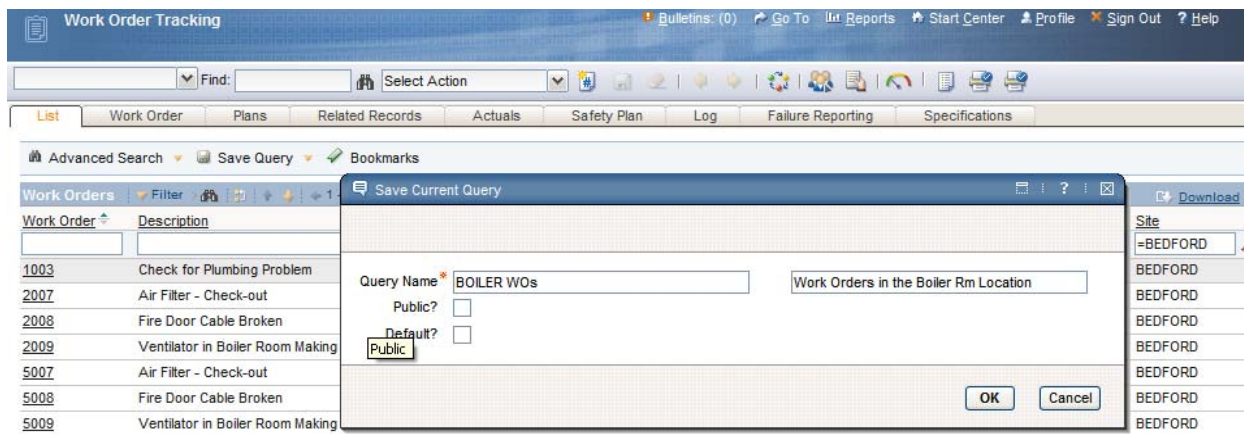 Work Order Tracking
Bulletins: (0) Go To Reports Start Center Profile Sign Out ? Help
Find: Select Action
List Work Order Plans Related Records Actuals Safety Plan Log Failure Reporting Specifications
Advanced Search Save Query Bookmarks
Work Orders Filter 1 Download
Save Current Query ?
Work Order Description Site
=BEDFORD
1003 Check for Plumbing Problem BEDFORD
2007 Air Filter - Check-out BEDFORD
2008 Fire Door Cable Broken BEDFORD
2009 Ventilator in Boiler Room Making BEDFORD
5007 Air Filter - Check-out BEDFORD
5008 Fire Door Cable Broken BEDFORD
5009 Ventilator in Boiler Room Making BEDFORD
Query Name* BOILER WOs Work Orders in the Boiler Rm Location
Public?
Default?
Public
OK Cancel